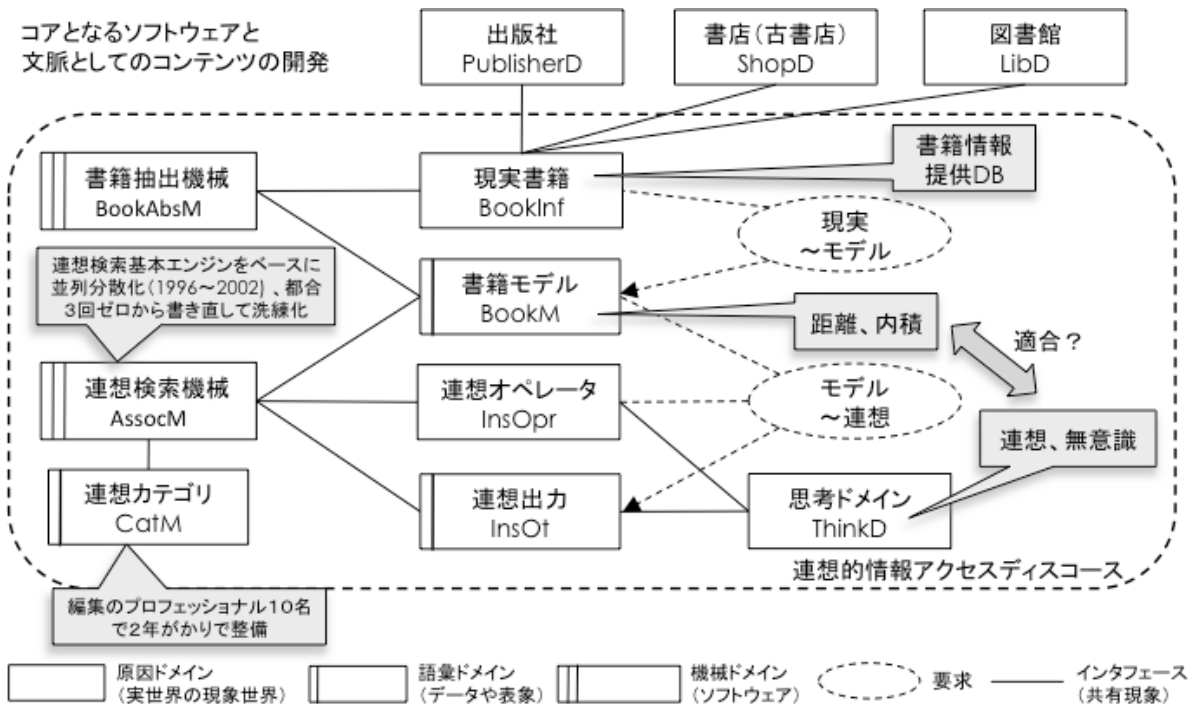 コアとなるソフトウェアと
文脈としてのコンテンツの開発
出版社
PublisherD
書店(古書店)
ShopD
図書館
LibD
書籍抽出機械
BookAbsM
現実書籍
BookInf
書籍情報
提供DB
現実
～モデル
連想検索基本エンジンをベースに
並列分散化(1996～2002) 、都合
3回ゼロから書き直して洗練化
書籍モデル
BookM
距離、内積
適合？
連想検索機械
AssocM
連想オペレータ
InsOpr
モデル
～連想
連想、無意識
連想カテゴリ
CatM
連想出力
InsOt
思考ドメイン
ThinkD
連想的情報アクセスディスコース
編集のプロフェッショナル１０名
で２年がかりで整備
原因ドメイン
(実世界の現象世界)
語彙ドメイン
(データや表象)
機械ドメイン
(ソフトウェア)
要求
インタフェース
(共有現象)